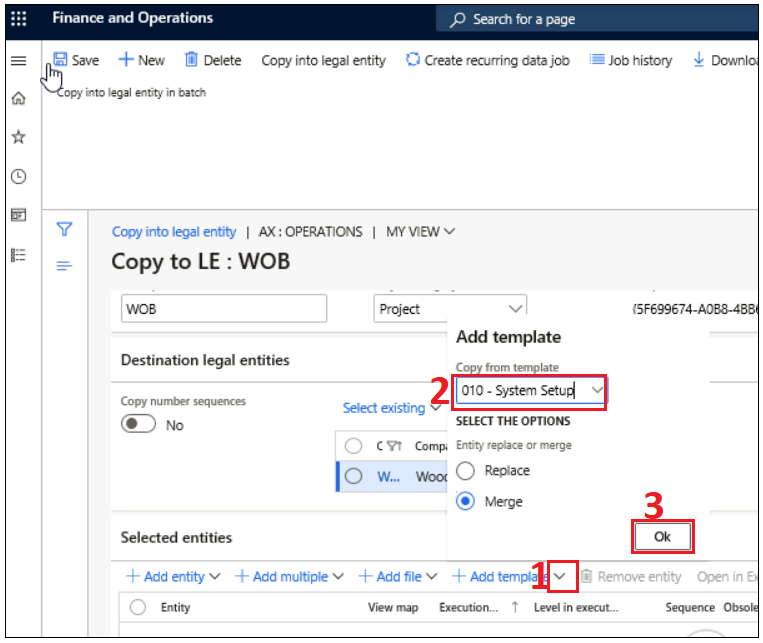 Finance and Operations
Search for a page
Save New Delete Copy into legal entity Create recurring data job Job history Downloa
Copy into legal entity in batch
Copy into legal entity | AX : OPERATIONS | MY VIEW
Copy to LE : WOB
WOB Project {5F699674-A0B8-4BB6
Add template
Destination legal entities
Copy from template
2 010 - System Setup
Copy number sequences
No
Select existing
SELECT THE OPTIONS
Entity replace or merge
C Compa
Replace
W... Wood
Merge
3
Ok
Selected entities
+ Add entity + Add multiple + Add file + Add template 1 Remove entity Open in Ex
Entity View map Execution... ↑ Level in execut... Sequence Obsole